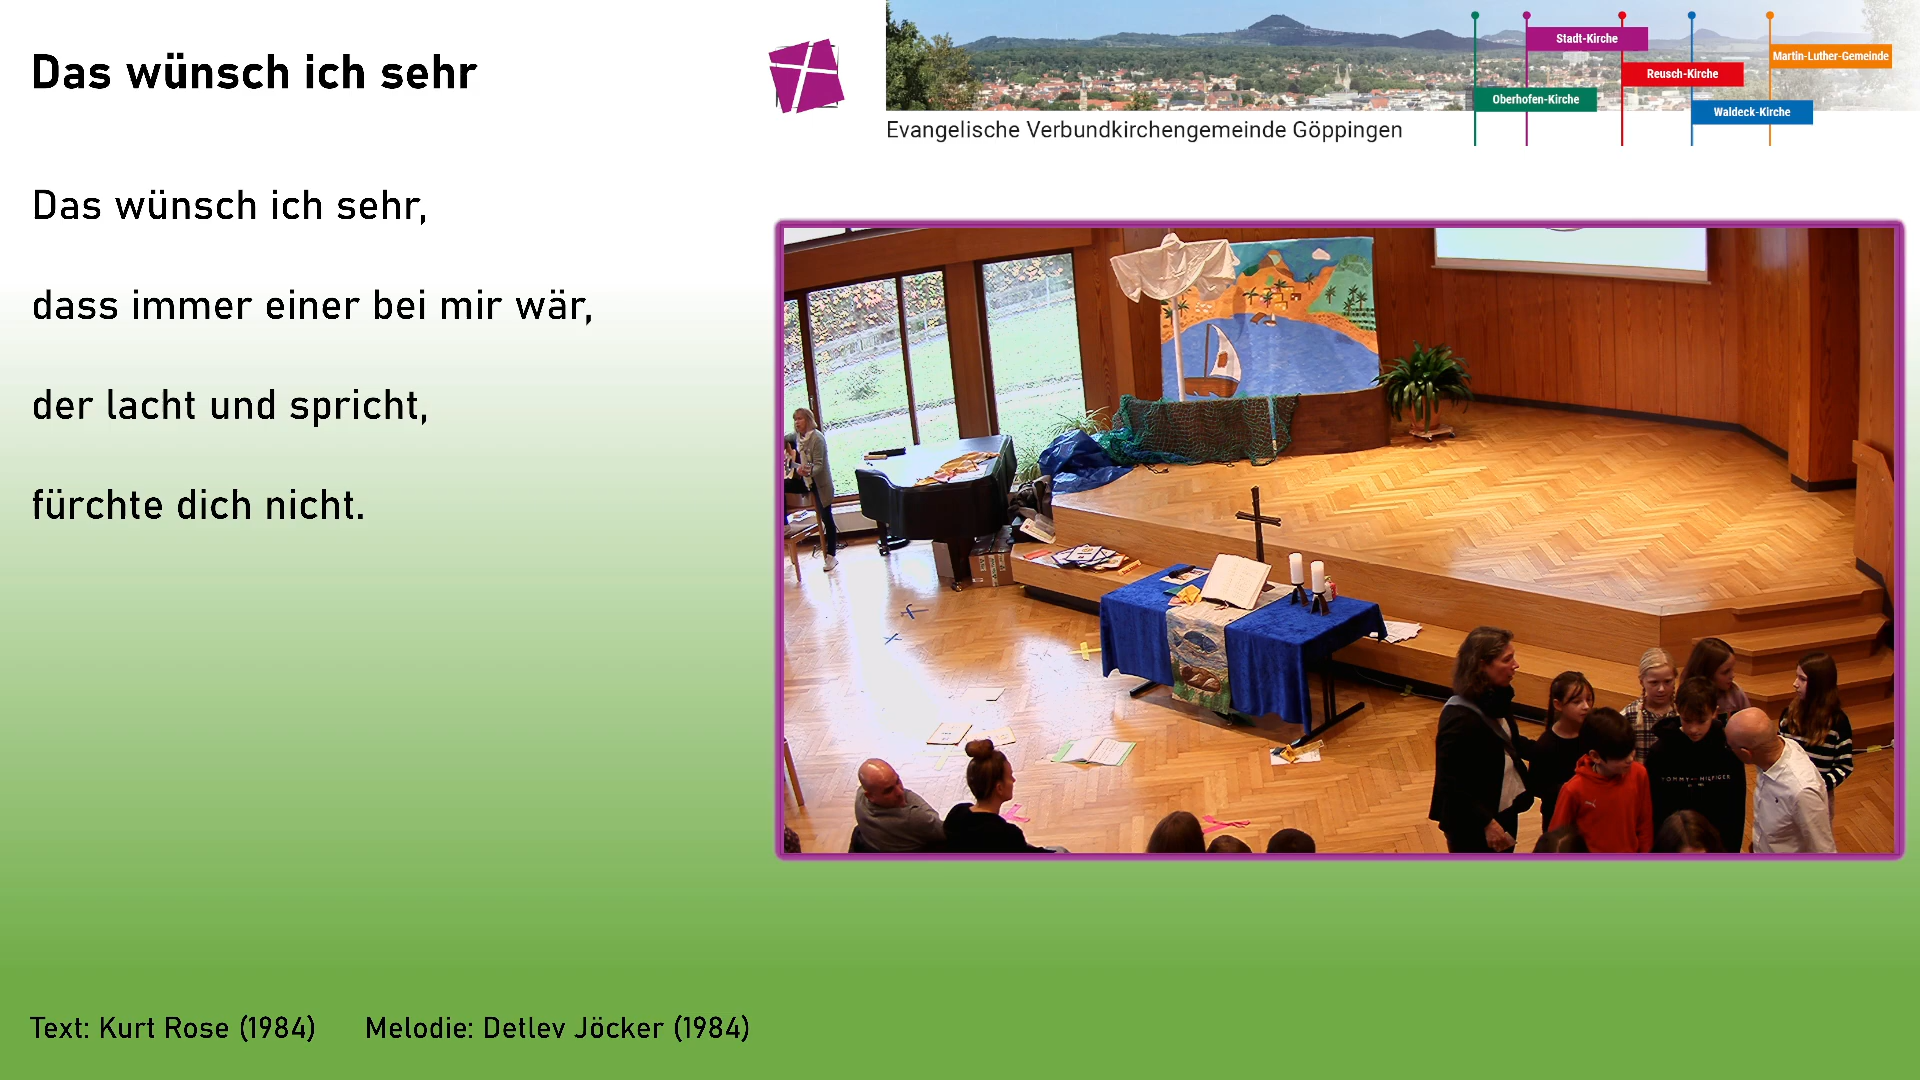 Das wünsch ich sehr
Stadt-Kirche
Martin-Luther-Gemeinde
Reusch-Kirche
Oberhofen-Kirche
Waldeck-Kirche
Evangelische Verbundkirchengemeinde Göppingen
Das wünsch ich sehr,
dass immer einer bei mir wär,
der lacht und spricht,
fürchte dich nicht.
TOMMY HILFIGER
Text: Kurt Rose (1984) Melodie: Detlev Jöcker (1984)